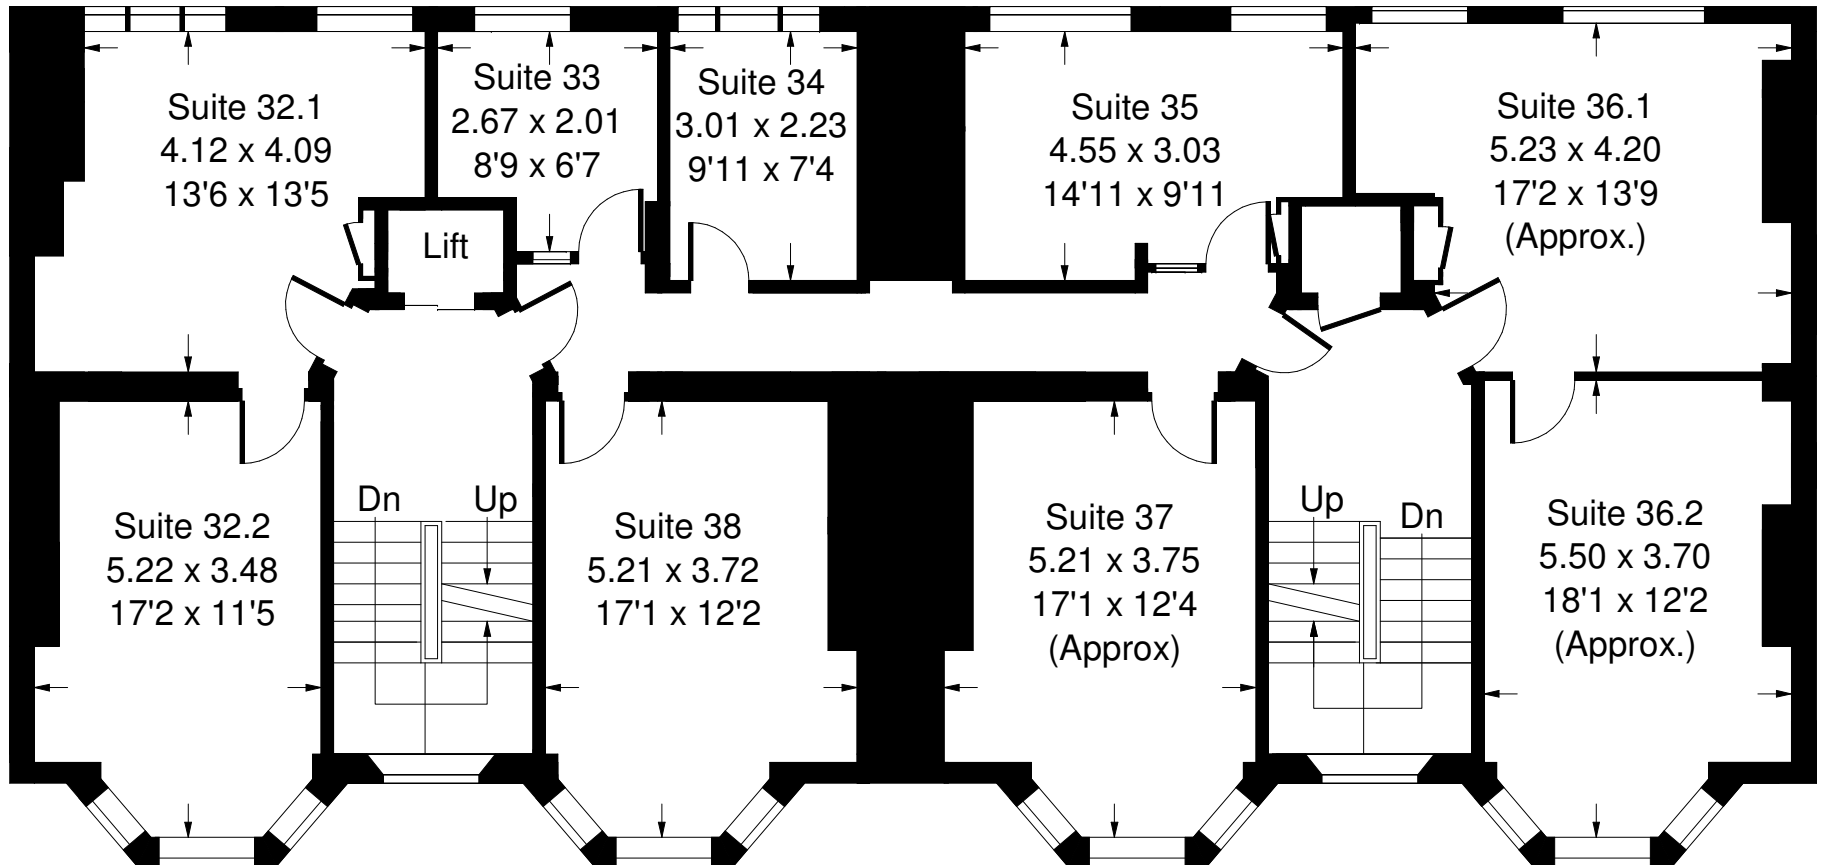 Suite 32.1
4.12 x 4.09
13'6 x 13'5
Suite 33
2.67 x 2.01
8'9 x 6'7
Suite 34
3.01 x 2.23
9'11 x 7'4
Suite 35
4.55 x 3.03
14'11 x 9'11
Suite 36.1
5.23 x 4.20
17'2 x 13'9
(Approx.)
Lift
Suite 32.2
5.22 x 3.48
17'2 x 11'5
Dn
Up
Suite 38
5.21 x 3.72
17'1 x 12'2
Suite 37
5.21 x 3.75
17'1 x 12'4
(Approx)
Up
Dn
Suite 36.2
5.50 x 3.70
18'1 x 12'2
(Approx.)